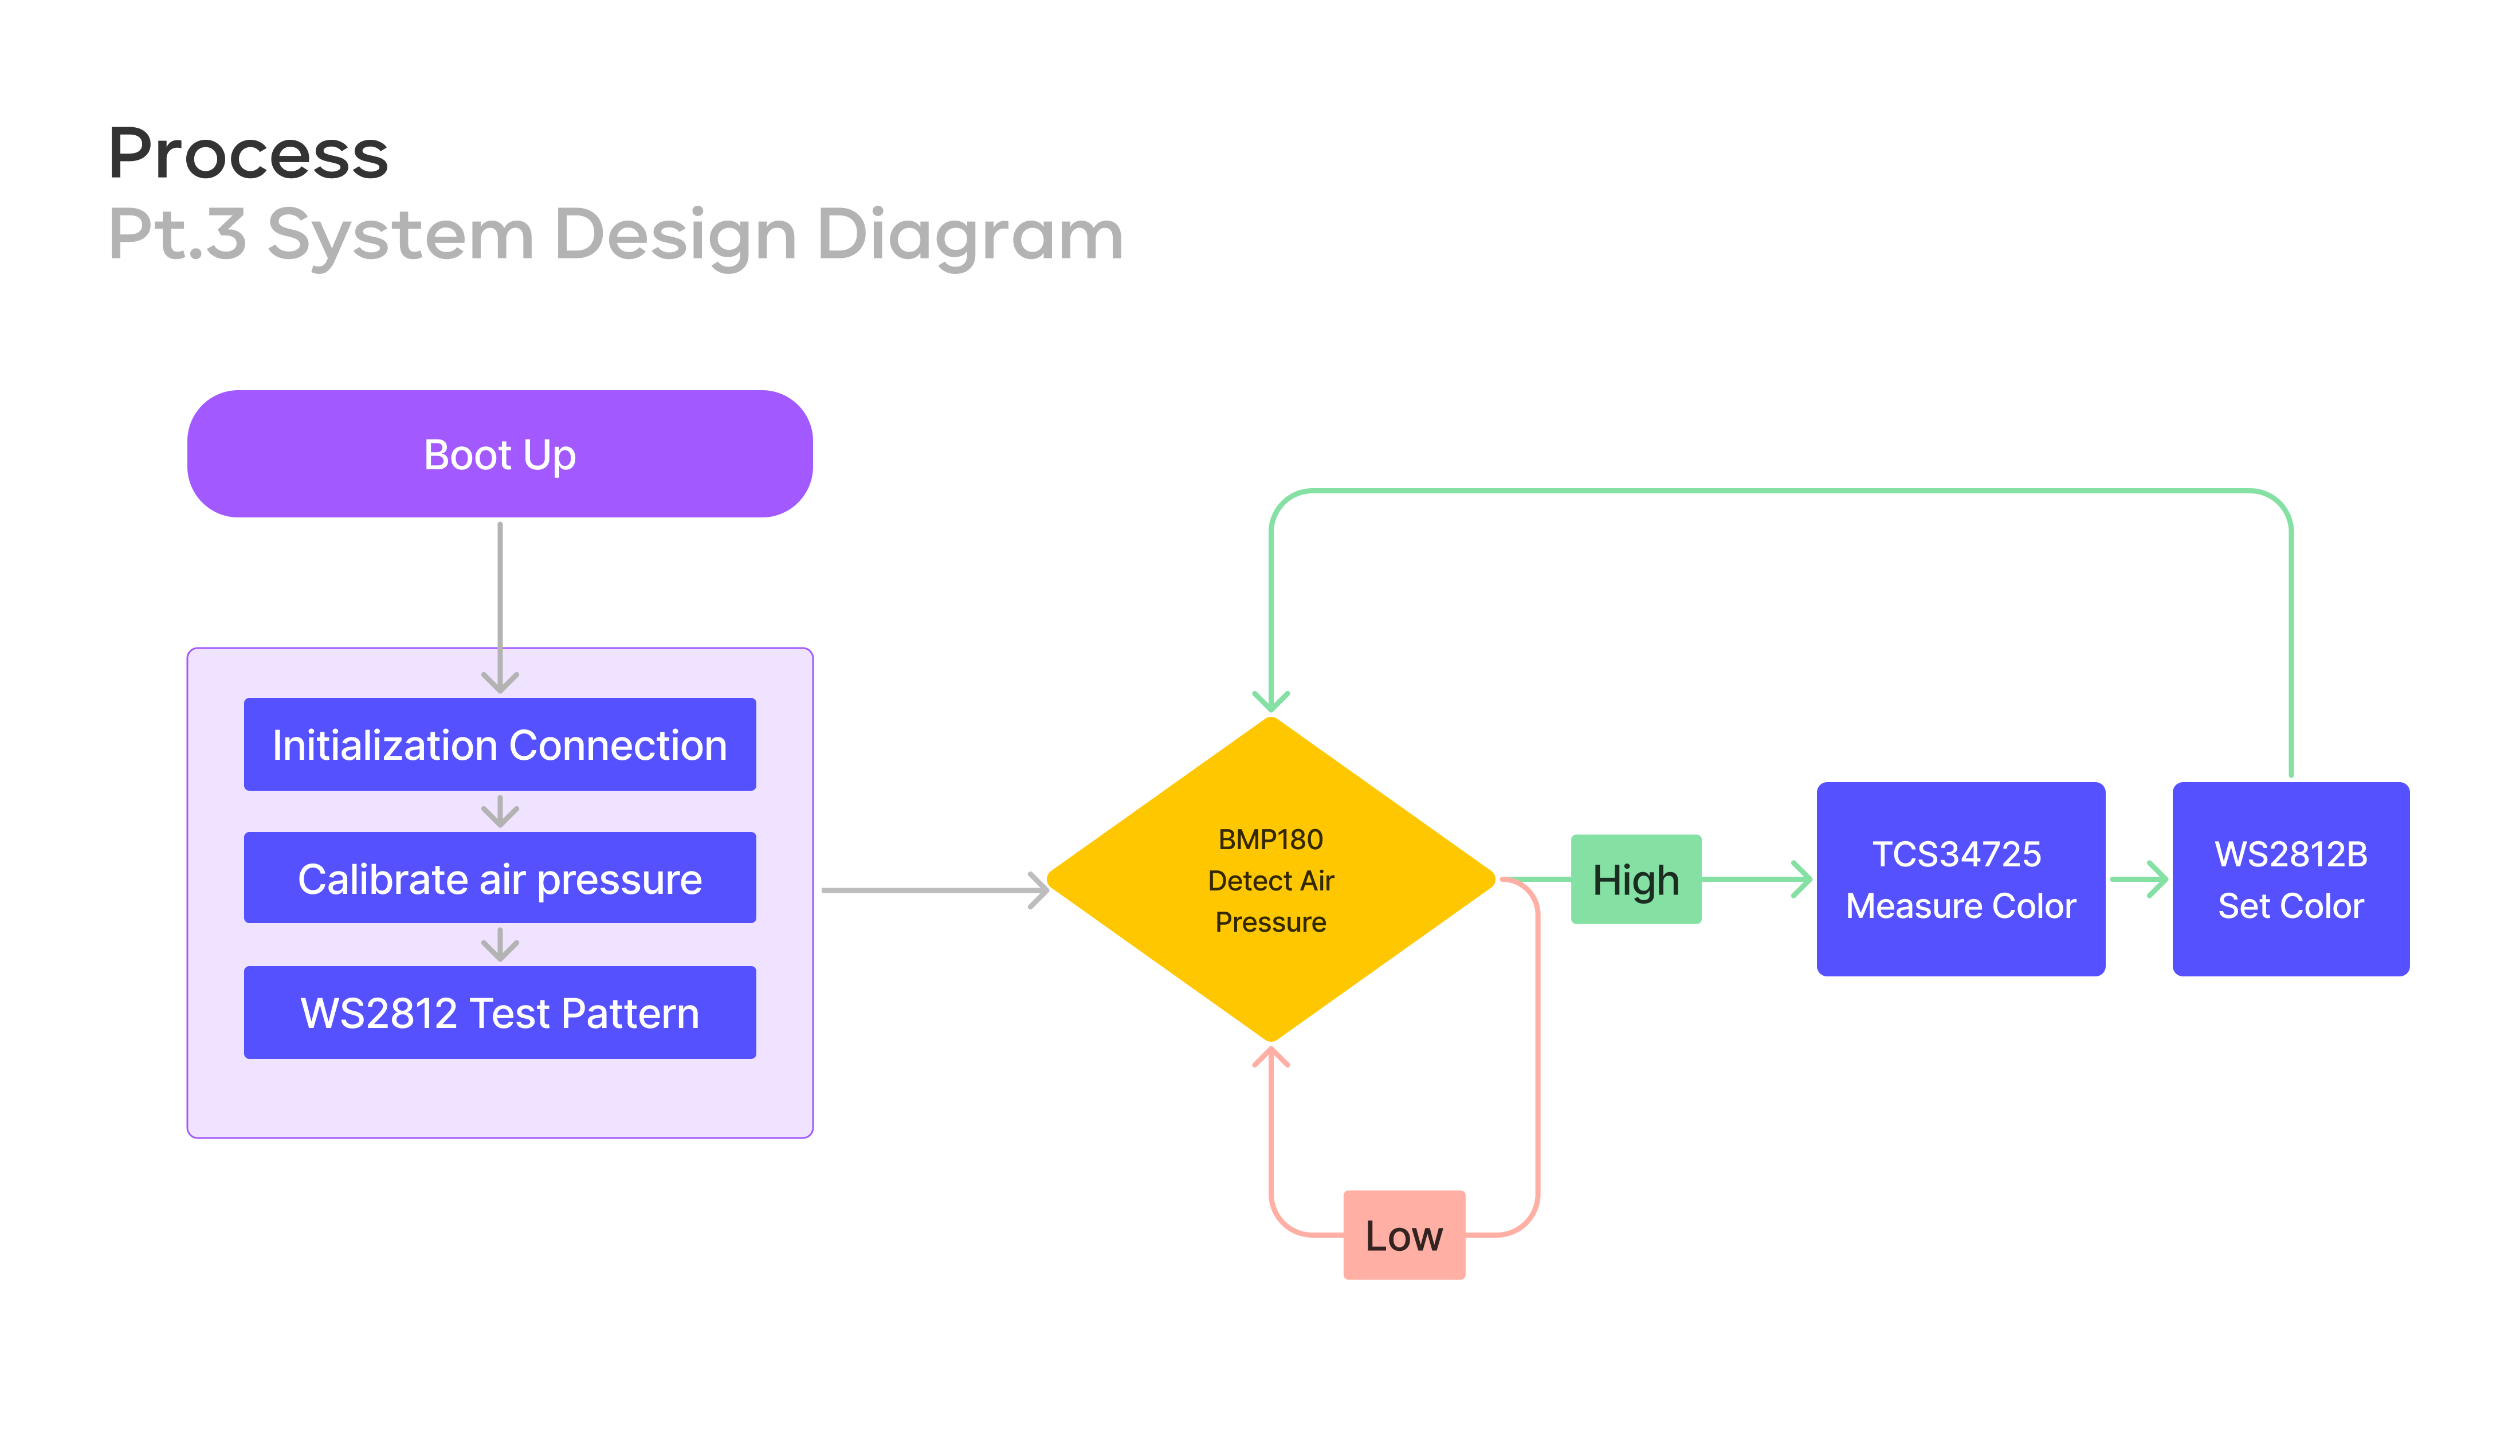 Process
Pt.3 System Design Diagram
Boot Up
Initialization Connection
Calibrate air pressure
WS2812 Test Pattern
BMP180
Detect Air
Pressure
High
Low
TCS34725
Measure Color
WS2812B
Set Color